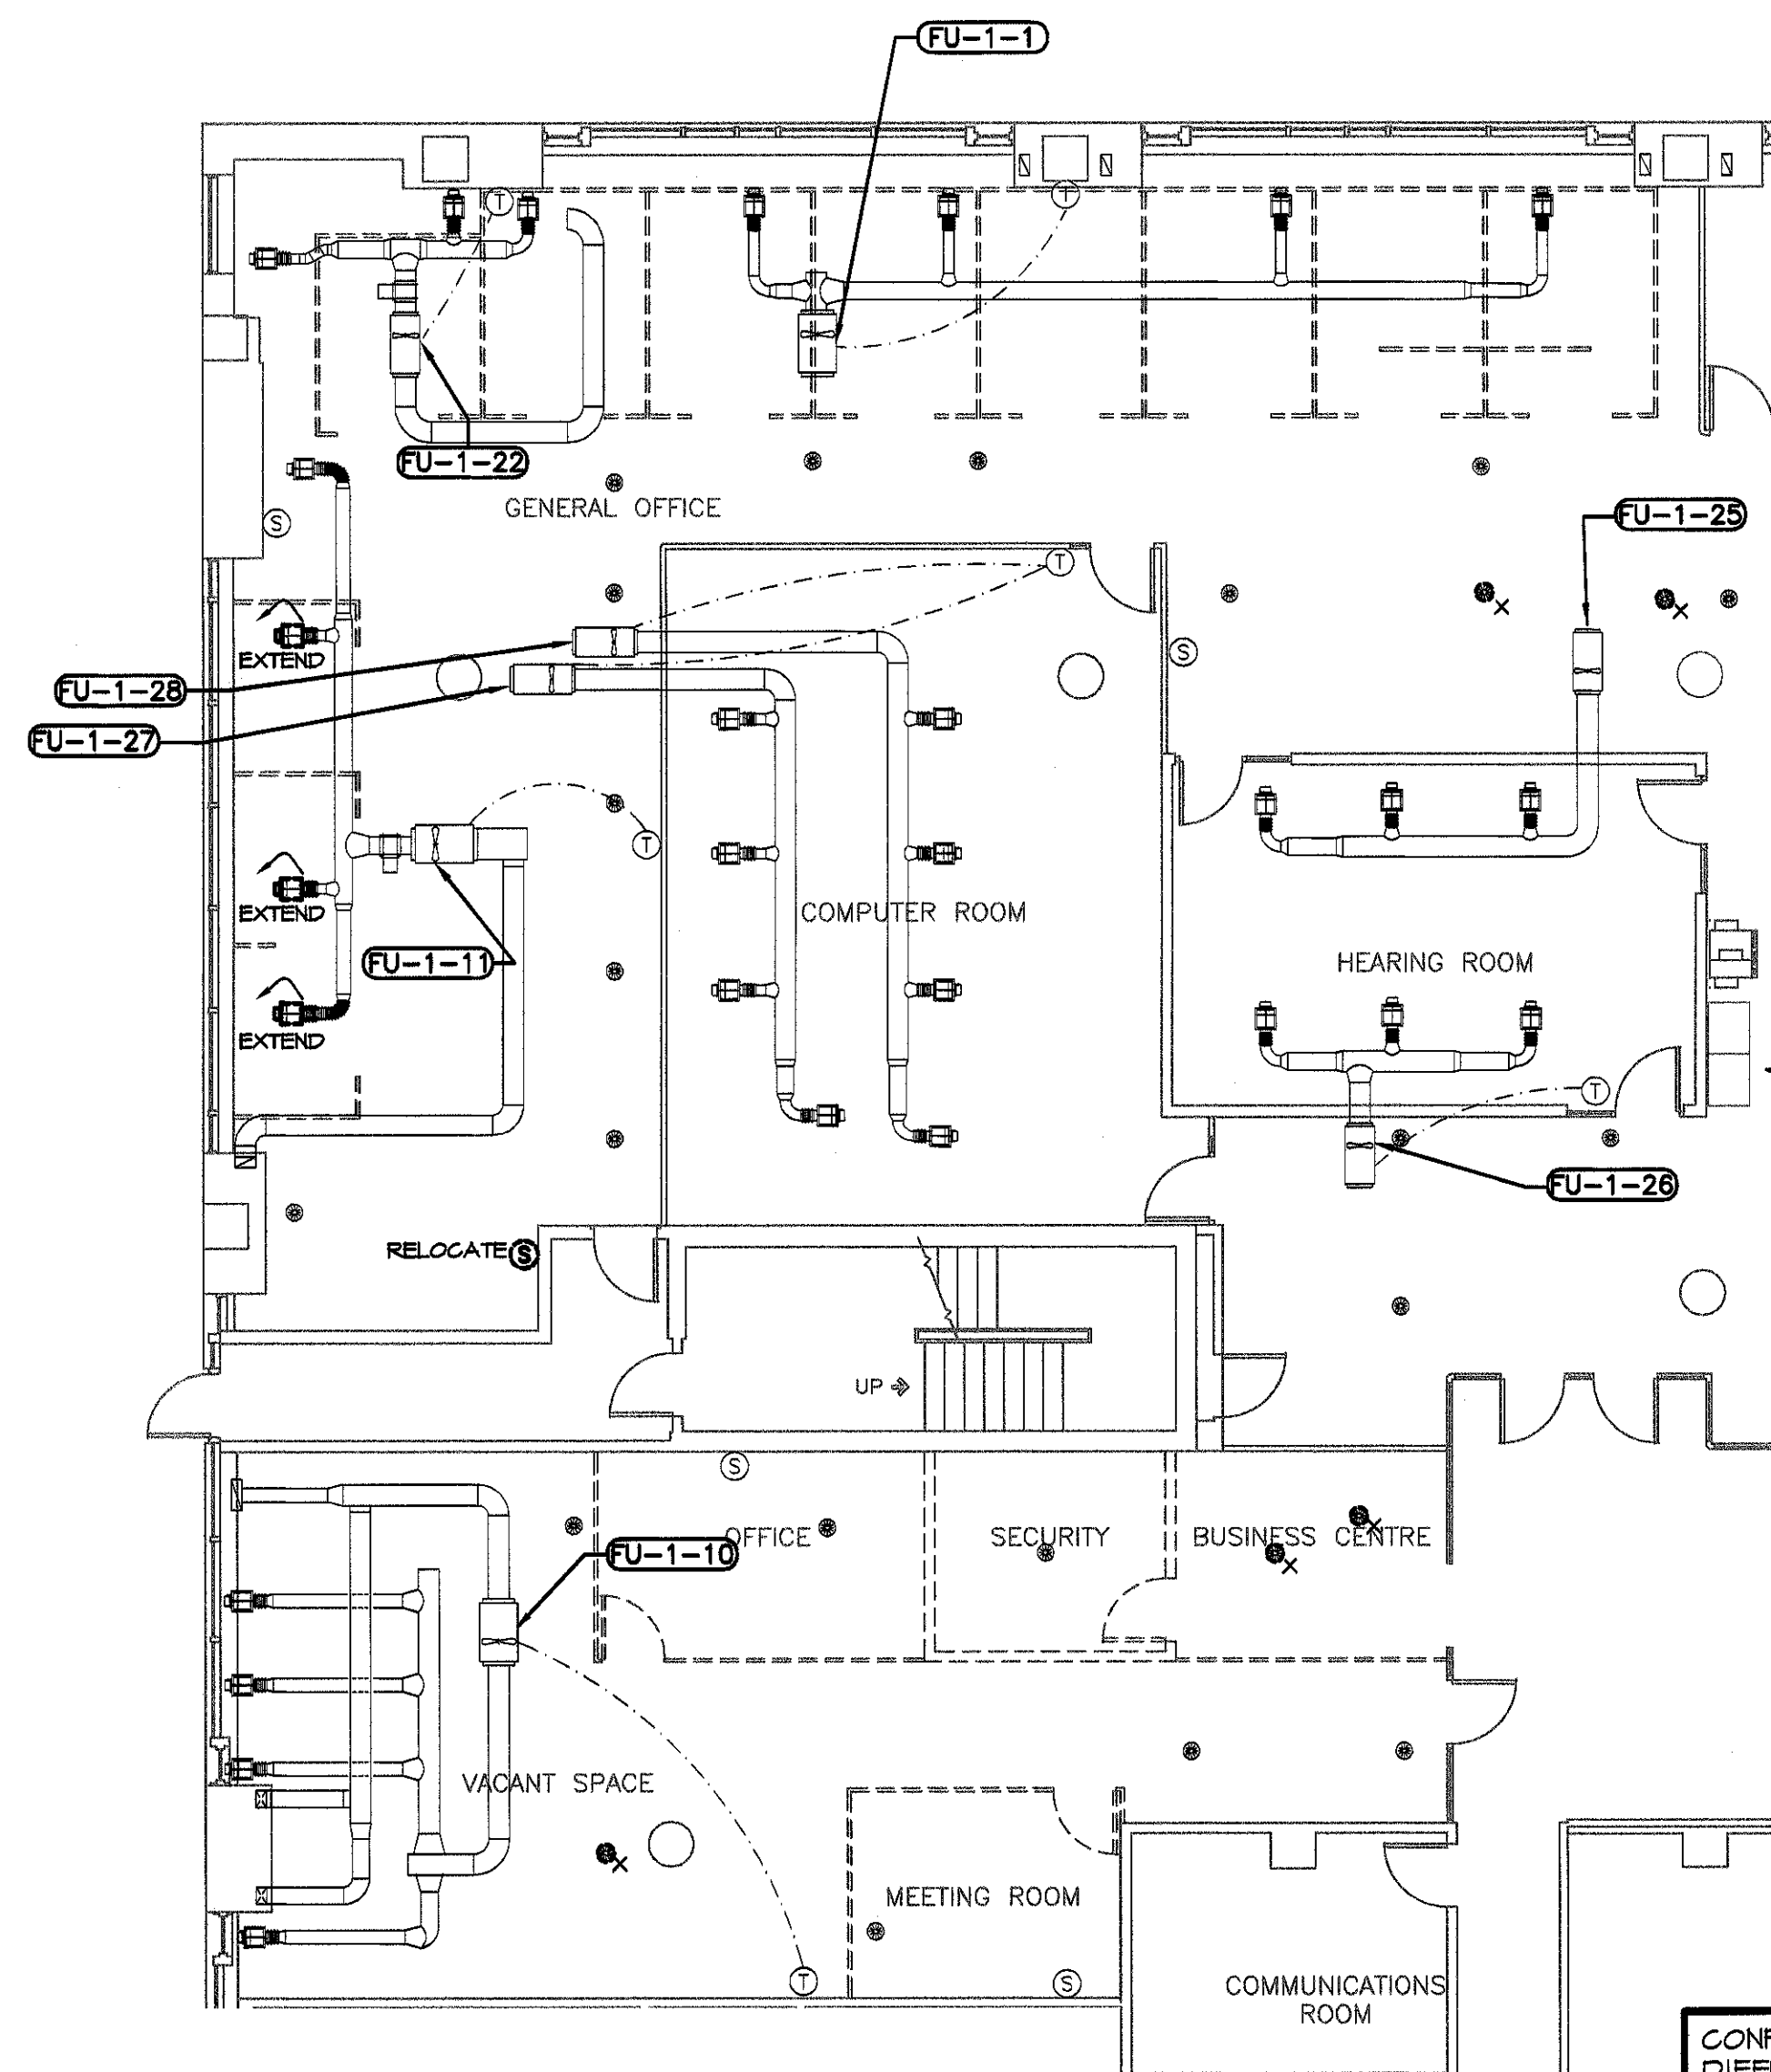 FU-1-1
T
T
FU-1-22
GENERAL OFFICE
S
FU-1-25
T
EXTEND
S
FU-1-28
FU-1-27
T
EXTEND
COMPUTER ROOM
FU-1-11
HEARING ROOM
EXTEND
T
FU-1-26
RELOCATE S
UP
S
OFFICE
SECURITY
BUSINESS CENTRE
FU-1-10
VACANT SPACE
MEETING ROOM
T
S
COMMUNICATIONS
ROOM